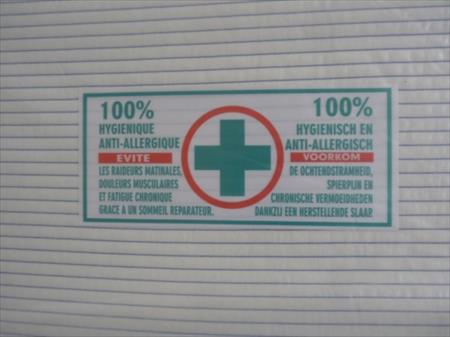 100%
HYGIENIQUE
ANTI-ALLERGIQUE
EVITE
LES RAIDEURS MATINALES,
DOULEURS MUSCULAIRES
ET FATIGUE CHRONIQUE
GRACE A UN SOMMEIL REPARATEUR.
100%
HYGIENISCH EN
ANTI-ALLERGISCH
VOORKOM
DE OCHTENDSTRAMHEID,
SPIERPIJN EN
CHRONISCHE VERMOEIDHEDEN
DANKZIJ EEN HERSTELLENDE SLAAP.